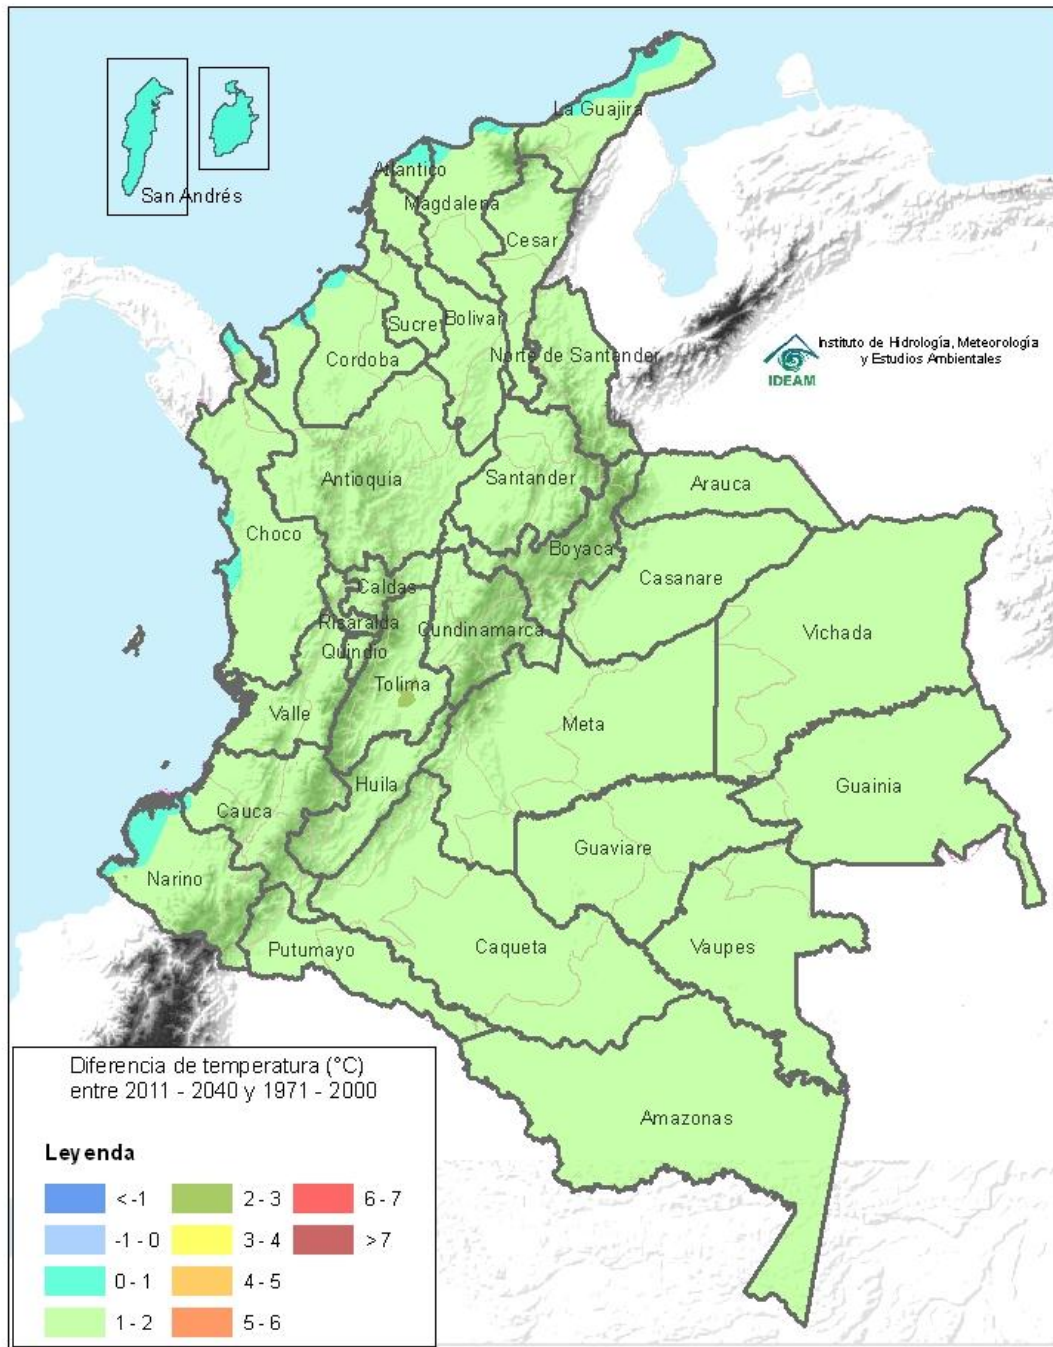 La Guajira
Atlantico
San Andrés
Magdalena
Cesar
Sucre
Bolivar
Cordoba
Norte de Santander
Instituto de Hidrología, Meteorología
y Estudios Ambientales
IDEAM
Antioquia
Santander
Arauca
Choco
Boyaca
Casanare
Caldas
Risaralda
Cundinamarca
Vichada
Quindio
Tolima
Valle
Meta
Huila
Guainia
Cauca
Guaviare
Narino
Putumayo
Caqueta
Vaupes
Amazonas
Diferencia de temperatura (°C)
entre 2011 - 2040 y 1971 - 2000
Leyenda
< -1
2 - 3
6 - 7
-1 - 0
3 - 4
> 7
0 - 1
4 - 5
1 - 2
5 - 6